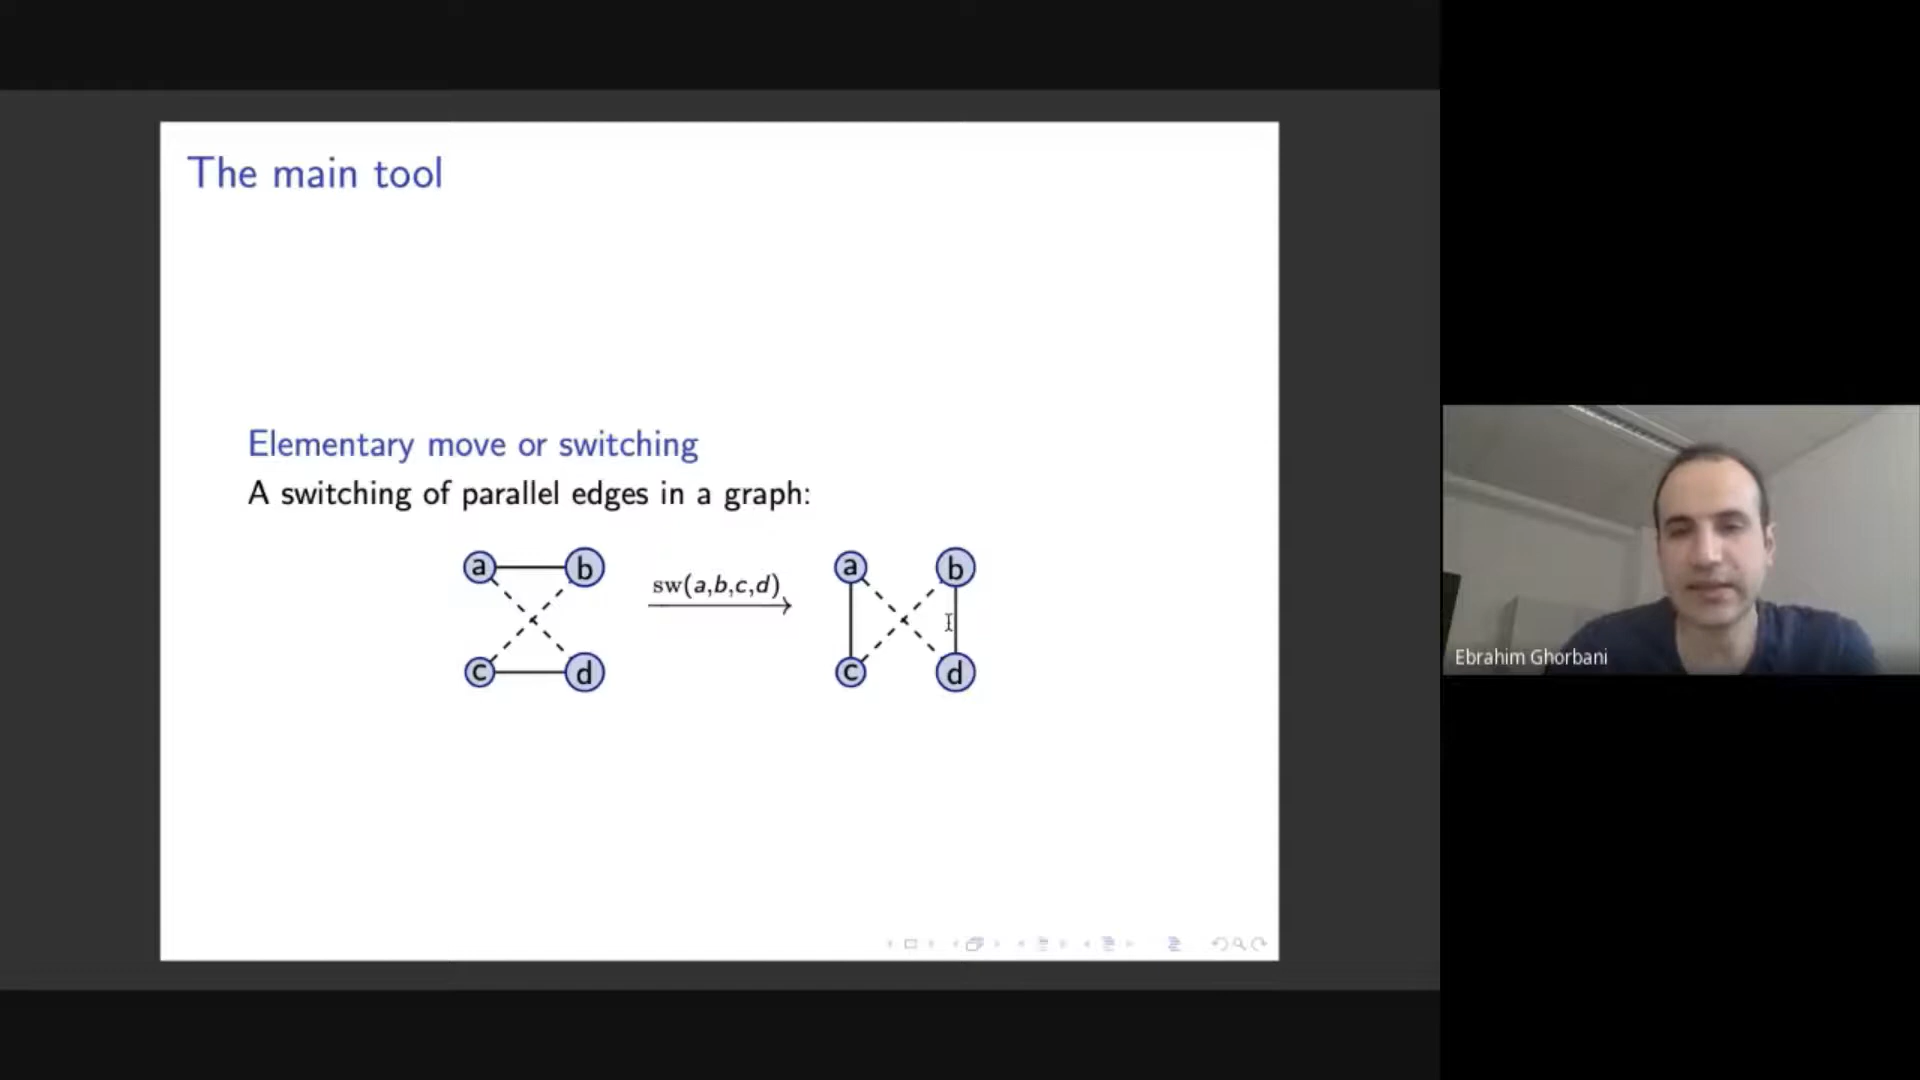 The main tool
Elementary move or switching
A switching of parallel edges in a graph:
a b
sw(a,b,c,d)
a b
c d
c d
Ebrahim Ghorbani